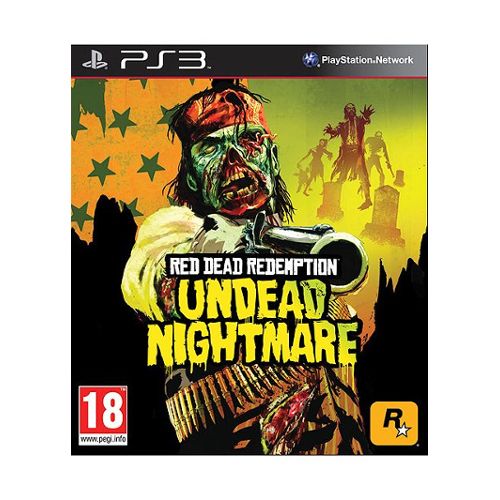 PS3
PlayStation Network
RED DEAD REDEMPTION
UNDEAD
NIGHTMARE
18
www.pegi.info
R